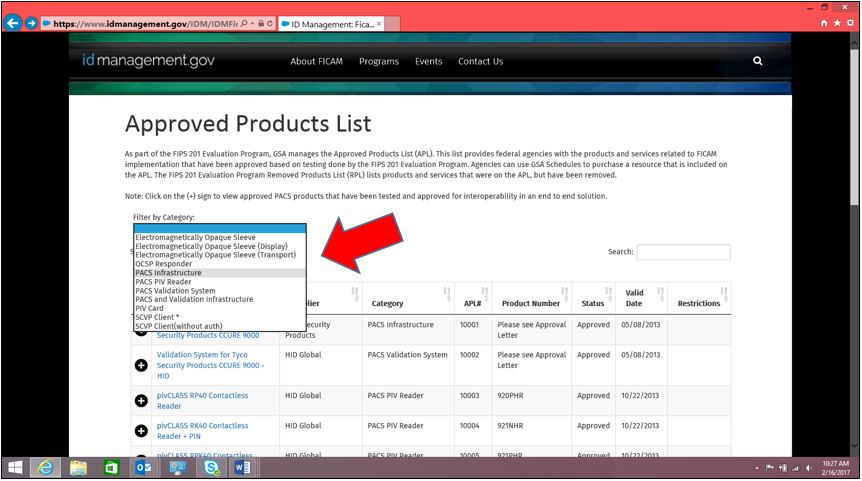 https://www.idmanagement.gov/IDM/IDMFi
ID Management: Fica...
idmanagement.gov
About FICAM
Programs
Events
Contact Us
Approved Products List
As part of the FIPS 201 Evaluation Program, GSA manages the Approved Products List (APL). This list provides federal agencies with the products and services related to FICAM
implementation that have been approved based on testing done by the FIPS 201 Evaluation Program. Agencies can use GSA Schedules to purchase a resource that is included on
the APL. The FIPS 201 Evaluation Program Removed Products List (RPL) lists products and services that were on the APL, but have been removed.
Note: Click on the (+) sign to view approved PACS products that have been tested and approved for interoperability in an end to end solution.
Filter by Category:
Electromagnetically Opaque Sleeve
Electromagnetically Opaque Sleeve (Display)
Electromagnetically Opaque Sleeve (Transport)
OCSP Responder
PACS Infrastructure
PACS PIV Reader
PACS Validation System
PACS and Validation Infrastructure
PIV Card
SCVP Client *
SCVP Client(without auth)
Search:
Category
APL#
Product Number
Status
Valid
Date
Restrictions
Security Products CCURE 9000
Products
PACS Infrastructure
10001
Please see Approval
Letter
Approved
05/08/2013
Validation System for Tyco
Security Products CCURE 9000 -
HID
HID Global
PACS Validation System
10002
Please see Approval
Letter
Approved
05/08/2013
pivCLASS RP40 Contactless
Reader
HID Global
PACS PIV Reader
10003
920PHR
Approved
10/22/2013
pivCLASS RK40 Contactless
Reader + PIN
HID Global
PACS PIV Reader
10004
921NHR
Approved
10/22/2013
pivCLASS RPK40 Contactless
HID Global
PACS PIV Reader
10005
921PHR
Approved
10/22/2013
10:27 AM
2/16/2017